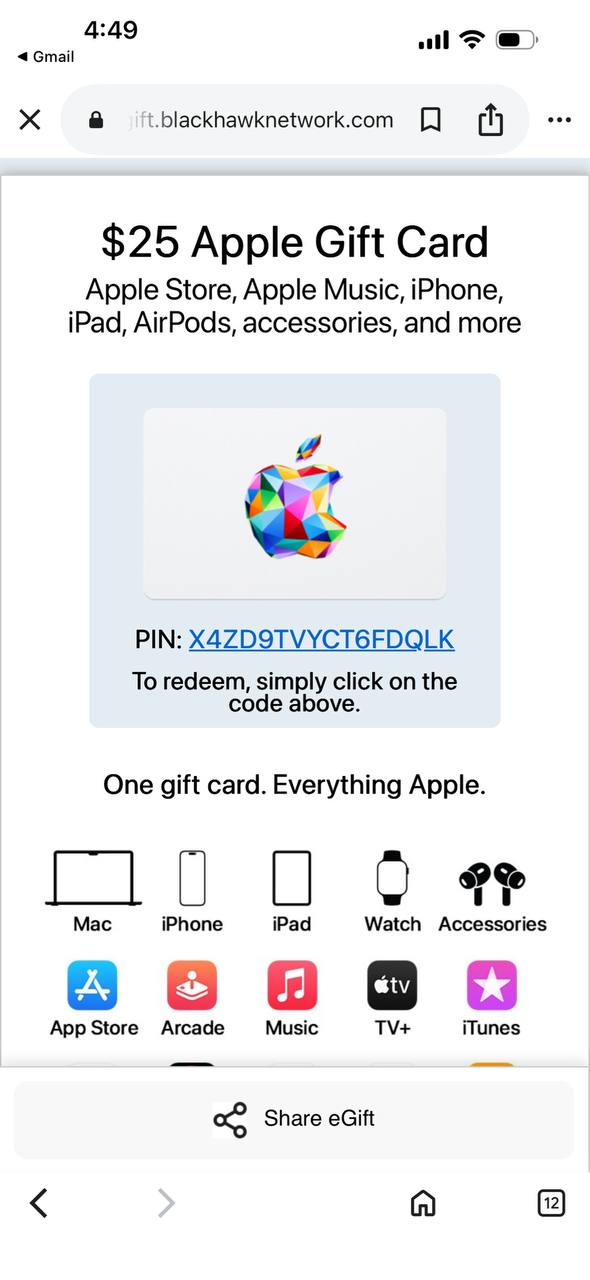 4:49
Gmail
ift.blackhawknetwork.com
$25 Apple Gift Card
Apple Store, Apple Music, iPhone,
iPad, AirPods, accessories, and more
PIN: X4ZD9TVYCT6FDQLK
To redeem, simply click on the
code above.
One gift card. Everything Apple.
Mac iPhone iPad Watch Accessories
tv
App Store Arcade Music TV+ iTunes
Share eGift
12